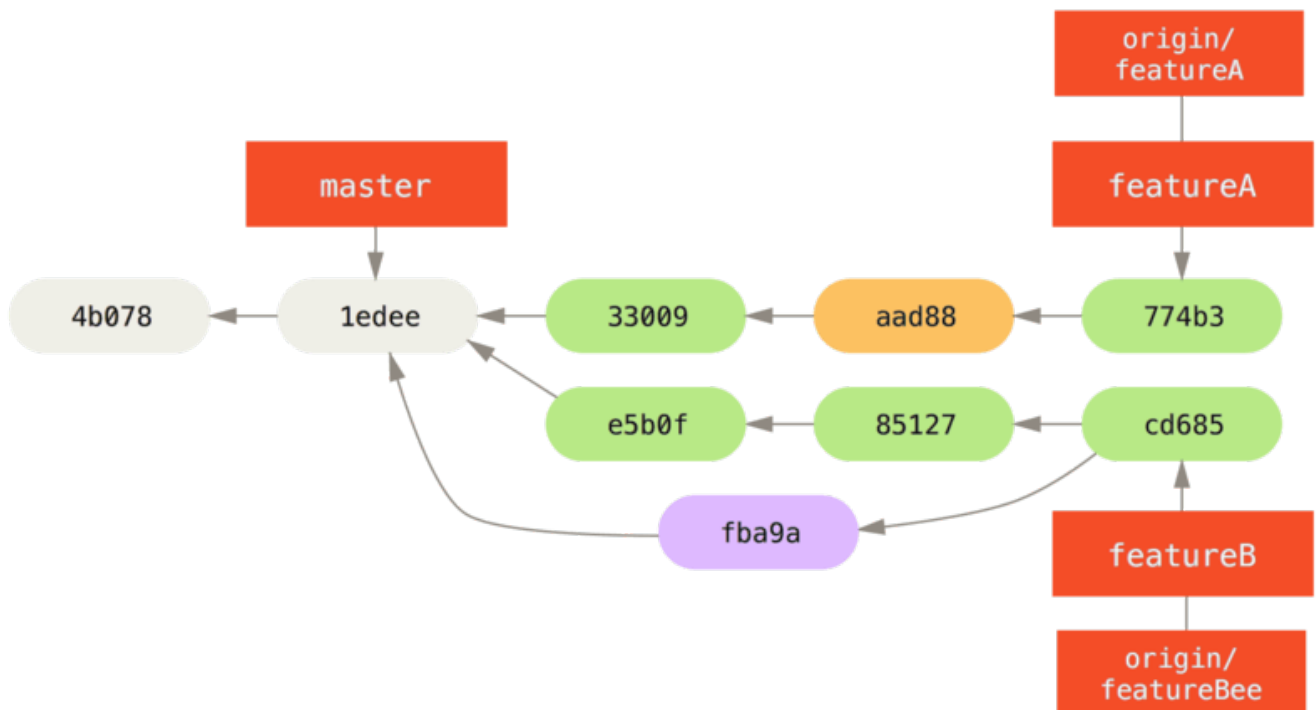 origin/
featureA
master
featureA
4b078
1edee
33009
aad88
774b3
e5b0f
85127
cd685
fba9a
featureB
origin/
featureBee